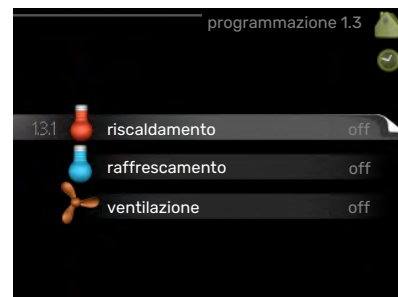 programmazione 1.3
1.3.1 riscaldamento off
raffrescamento off
ventilazione off